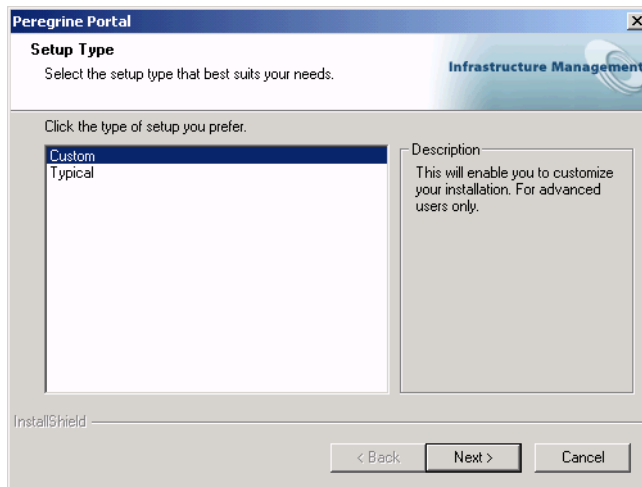 Peregrine Portal
Setup Type
Select the setup type that best suits your needs.
Infrastructure Management
Click the type of setup you prefer.
Custom
Typical
Description
This will enable you to customize
your installation. For advanced
users only.
InstallShield
< Back
Next >
Cancel